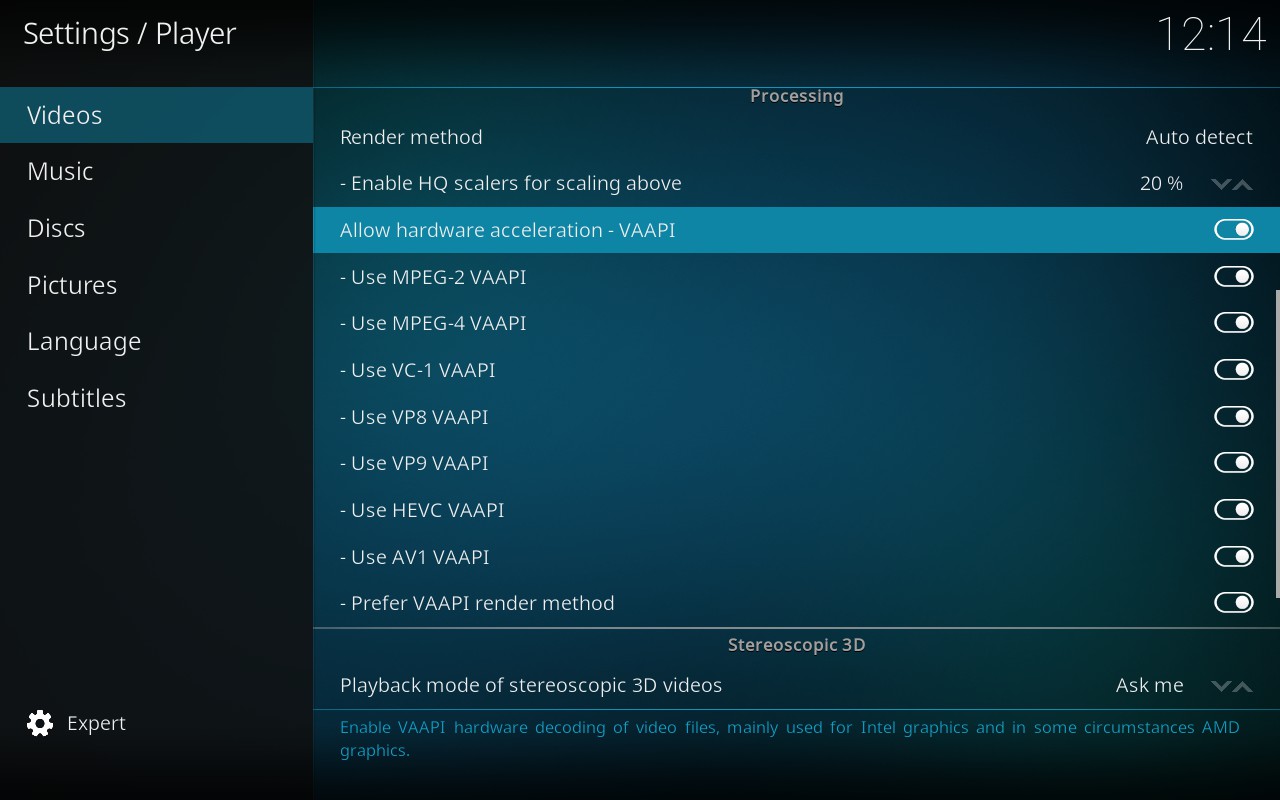 Settings / Player
12:14
Videos
Music
Discs
Pictures
Language
Subtitles
Expert
Processing
Render method Auto detect
- Enable HQ scalers for scaling above 20 %
Allow hardware acceleration - VAAPI
- Use MPEG-2 VAAPI
- Use MPEG-4 VAAPI
- Use VC-1 VAAPI
- Use VP8 VAAPI
- Use VP9 VAAPI
- Use HEVC VAAPI
- Use AV1 VAAPI
- Prefer VAAPI render method
Stereoscopic 3D
Playback mode of stereoscopic 3D videos Ask me
Enable VAAPI hardware decoding of video files, mainly used for Intel graphics and in some circumstances AMD
graphics.